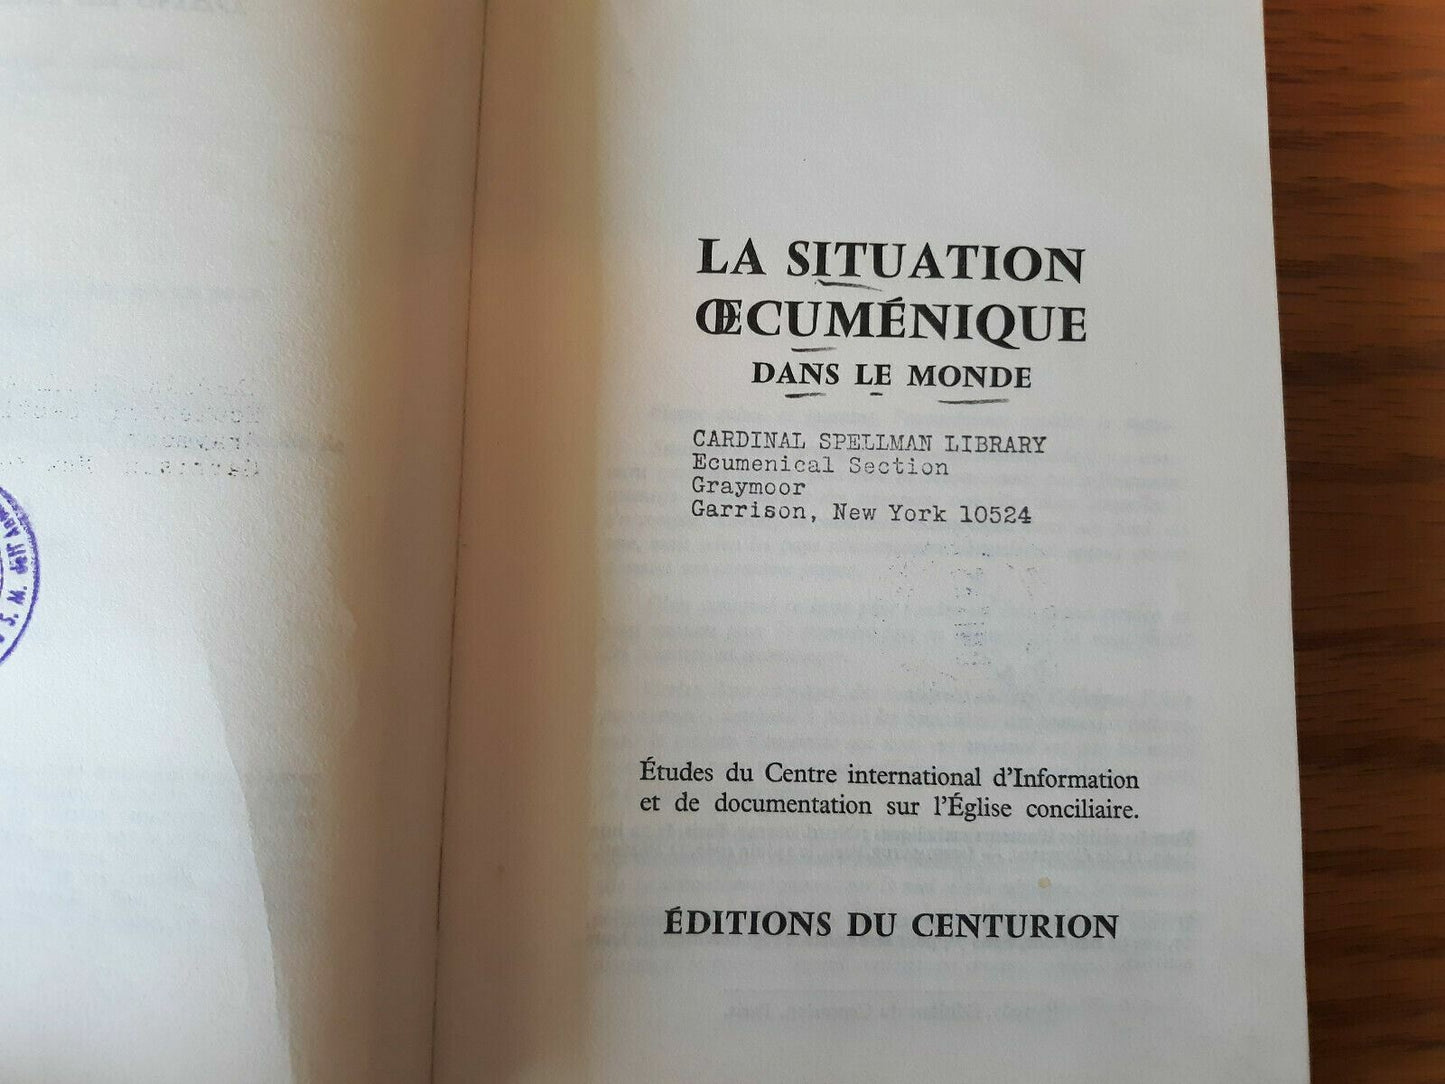 LA SITUATION
ŒCUMÉNIQUE
DANS LE MONDE
CARDINAL SPELLMAN LIBRARY
Ecumenical Section
Graymoor
Garrison, New York 10524
Études du Centre international d'Information
et de documentation sur l'Église conciliaire.
ÉDITIONS DU CENTURION
S. M. dell'